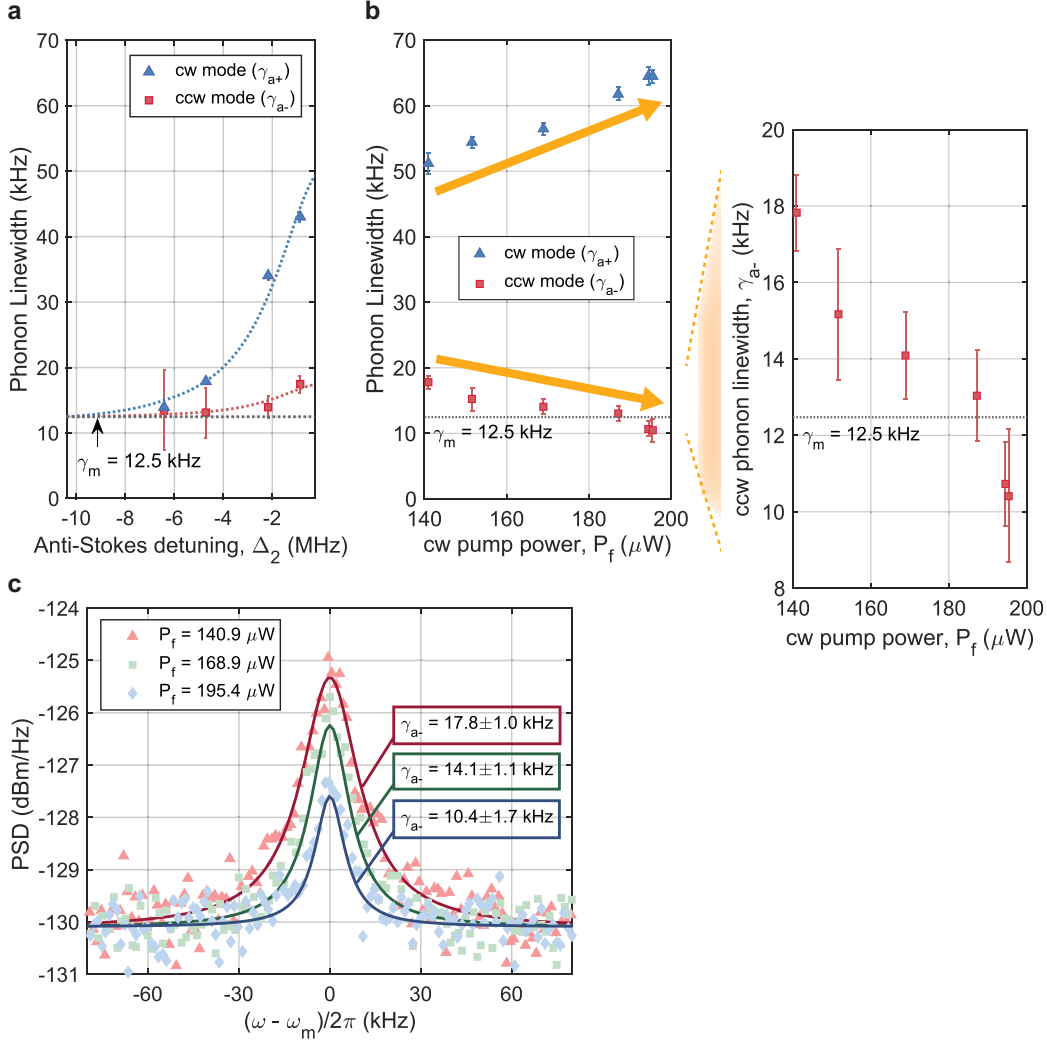 a
Phonon Linewidth (kHz)
70
60
50
40
30
20
10
0
cw mode (γa+)
ccw mode (γa-)
γm = 12.5 kHz
-10
-8
-6
-4
-2
Anti-Stokes detuning, Δ2 (MHz)
b
Phonon Linewidth (kHz)
70
60
50
40
30
20
10
0
cw mode (γa+)
ccw mode (γa-)
γm = 12.5 kHz
140
160
180
200
cw pump power, Pf (μW)
ccw phonon linewidth, γa- (kHz)
20
18
16
14
12
10
8
γm = 12.5 kHz
140
160
180
200
cw pump power, Pf (μW)
c
PSD (dBm/Hz)
-124
-125
-126
-127
-128
-129
-130
-131
Pf = 140.9 μW
Pf = 168.9 μW
Pf = 195.4 μW
γa- = 17.8±1.0 kHz
γa- = 14.1±1.1 kHz
γa- = 10.4±1.7 kHz
-60
-30
0
30
60
(ω - ωm)/2π (kHz)